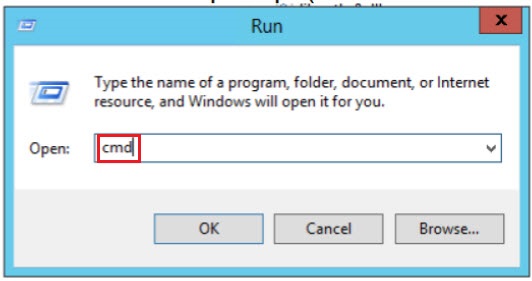 Run
x
Type the name of a program, folder, document, or Internet
resource, and Windows will open it for you.
Open: cmd
OK Cancel Browse...